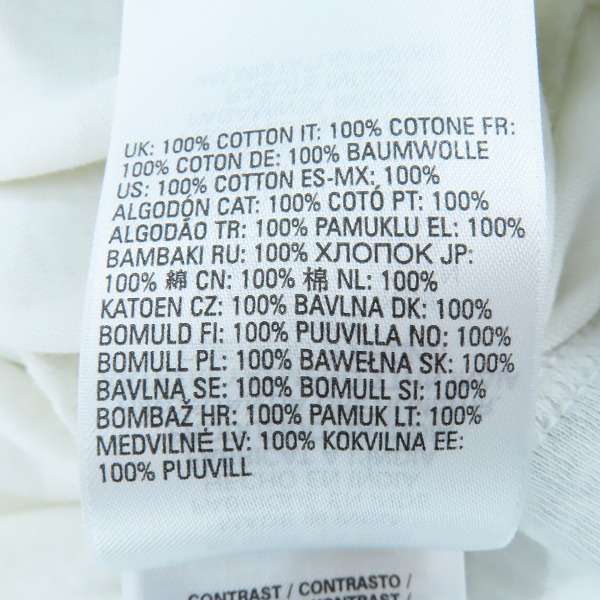 UK: 100% COTTON IT: 100% COTONE FR:
100% COTON DE: 100% BAUMWOLLE
US: 100% COTTON ES-MX: 100%
ALGODÓN CAT: 100% COTÓ PT: 100%
ALGODÃO TR: 100% PAMUKLU EL: 100%
BAMBAKI RU: 100% ХЛОПОК JP:
100% 綿 CN: 100% 棉 NL: 100%
KATOEN CZ: 100% BAVLNA DK: 100%
BOMULD FI: 100% PUUVILLA NO: 100%
BOMULL PL: 100% BAWEŁNA SK: 100%
BAVLNA SE: 100% BOMULL SI: 100%
BOMBAŽ HR: 100% PAMUK LT: 100%
MEDVILNĖ LV: 100% KOKVILNA EE:
100% PUUVILL
CONTRAST / CONTRASTO /